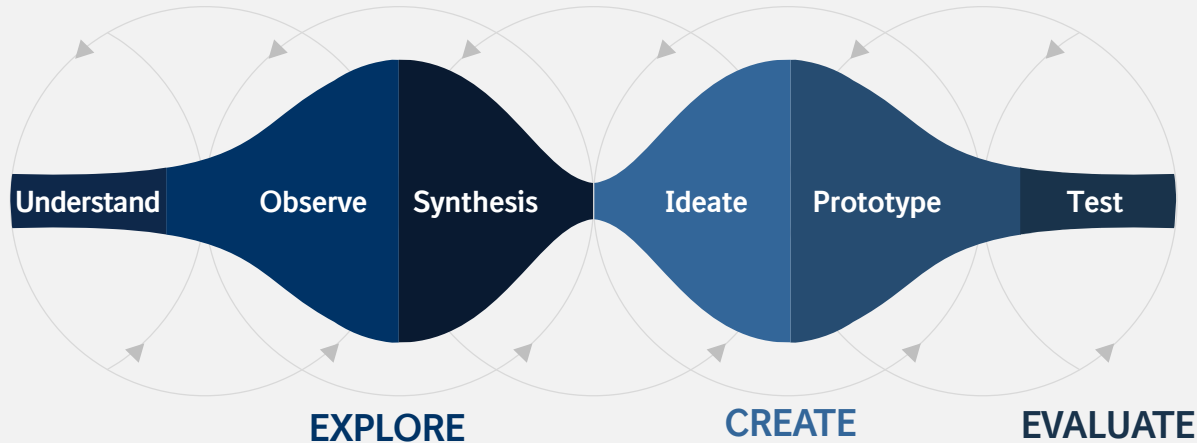 Understand Observe Synthesis Ideate Prototype Test
EXPLORE CREATE EVALUATE